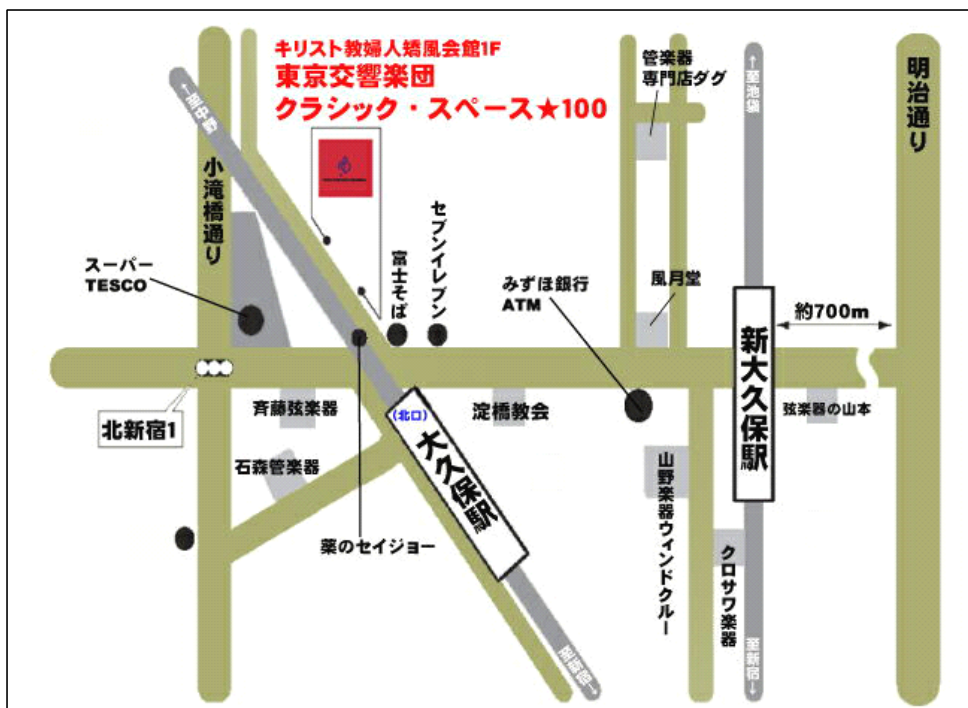 キリスト教婦人矯風会館1F
東京交響楽団
クラシック・スペース★100
←至中野
小滝橋通り
管楽器
専門店ダグ
←至池袋
明治通り
スーパー
TESCO
富士そば
セブンイレブン
みずほ銀行
ATM
風月堂
約700m
新大久保駅
北新宿1
斉藤弦楽器
(北口)
大久保駅
淀橋教会
弦楽器の山本
石森管楽器
薬のセイジョー
山野楽器ウィンドクルー
クロサワ楽器
至新宿→
至新宿→